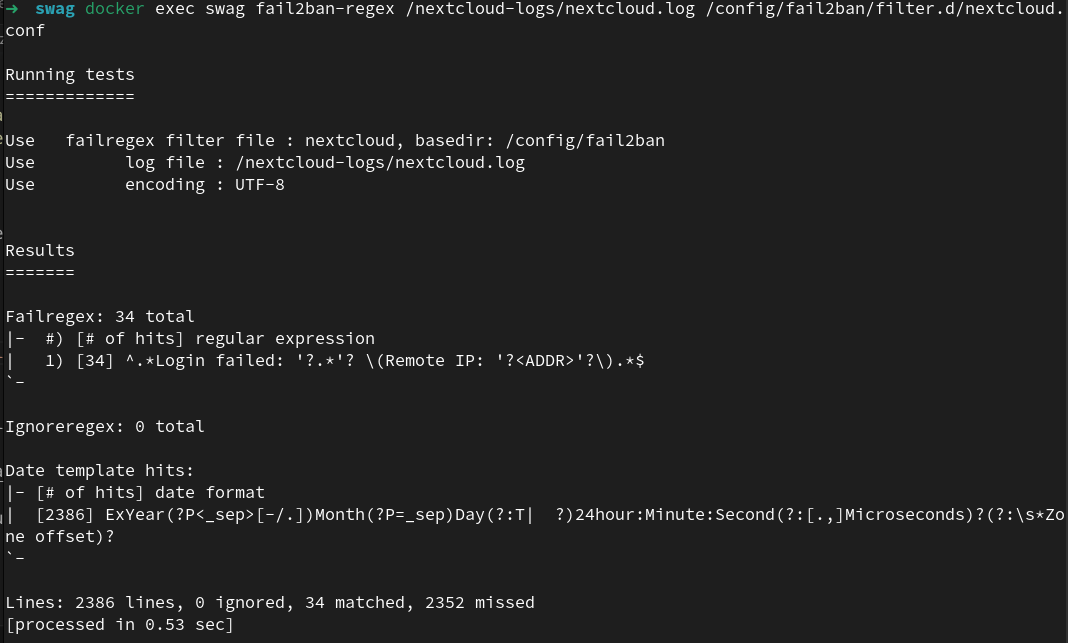 →  swag docker exec swag fail2ban-regex /nextcloud-logs/nextcloud.log /config/fail2ban/filter.d/nextcloud.
conf
Running tests
=============
Use   failregex filter file : nextcloud, basedir: /config/fail2ban
Use         log file : /nextcloud-logs/nextcloud.log
Use         encoding : UTF-8
Results
=======
Failregex: 34 total
|-  #) [# of hits] regular expression
|   1) [34] ^.*Login failed: '?.*'? \(Remote IP: '?<ADDR>'?\).*$
`-
Ignoreregex: 0 total
Date template hits:
|- [# of hits] date format
|  [2386] ExYear(?P<_sep>[-/.])Month(?P=_sep)Day(?:T|  ?)24hour:Minute:Second(?:[.,]Microseconds)?(?:\s*Zo
ne offset)?
`-
Lines: 2386 lines, 0 ignored, 34 matched, 2352 missed
[processed in 0.53 sec]